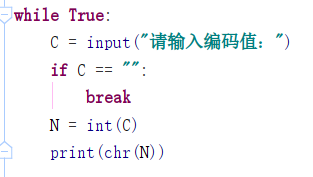 while True:
    C = input("请输入编码值：")
    if C == "":
        break
    N = int(C)
    print(chr(N))